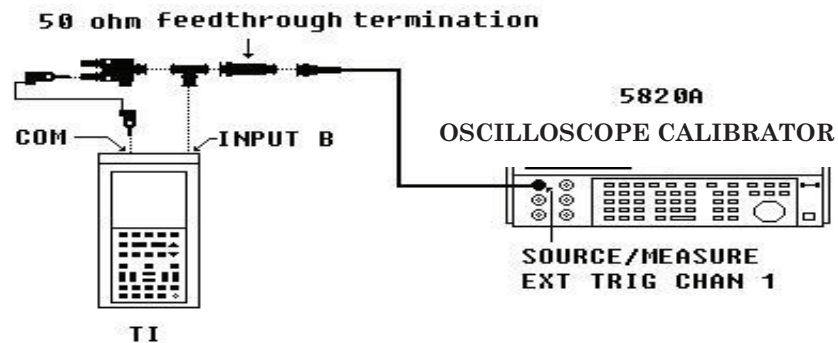 50 ohm feedthrough termination
5820A
OSCILLOSCOPE CALIBRATOR
COM
INPUT B
SOURCE/MEASURE
EXT TRIG CHAN 1
TI